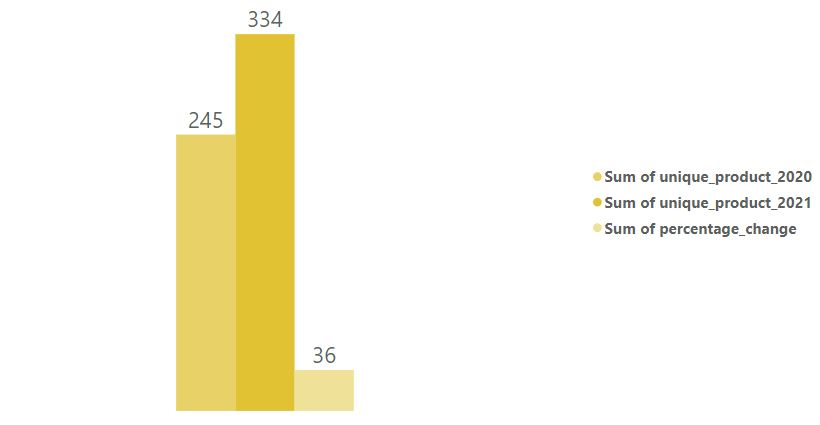 334
245
36
Sum of unique_product_2020
Sum of unique_product_2021
Sum of percentage_change